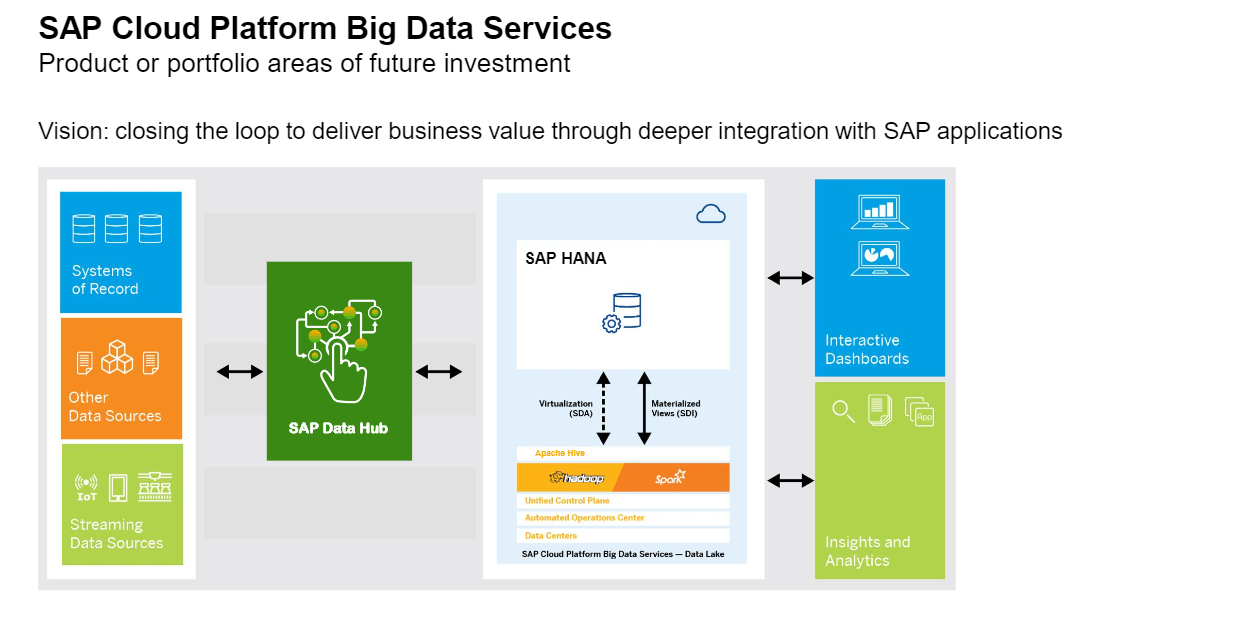 SAP Cloud Platform Big Data Services
Product or portfolio areas of future investment
Vision: closing the loop to deliver business value through deeper integration with SAP applications
Systems
of Record
Other
Data Sources
IoT
Streaming
Data Sources
SAP Data Hub
SAP HANA
Virtualization
(SDA)
Materialized
Views (SDI)
Apache Hive
hadoop
Spark
Unified Control Plane
Automated Operations Center
Data Centers
SAP Cloud Platform Big Data Services — Data Lake
Interactive
Dashboards
App
Insights and
Analytics